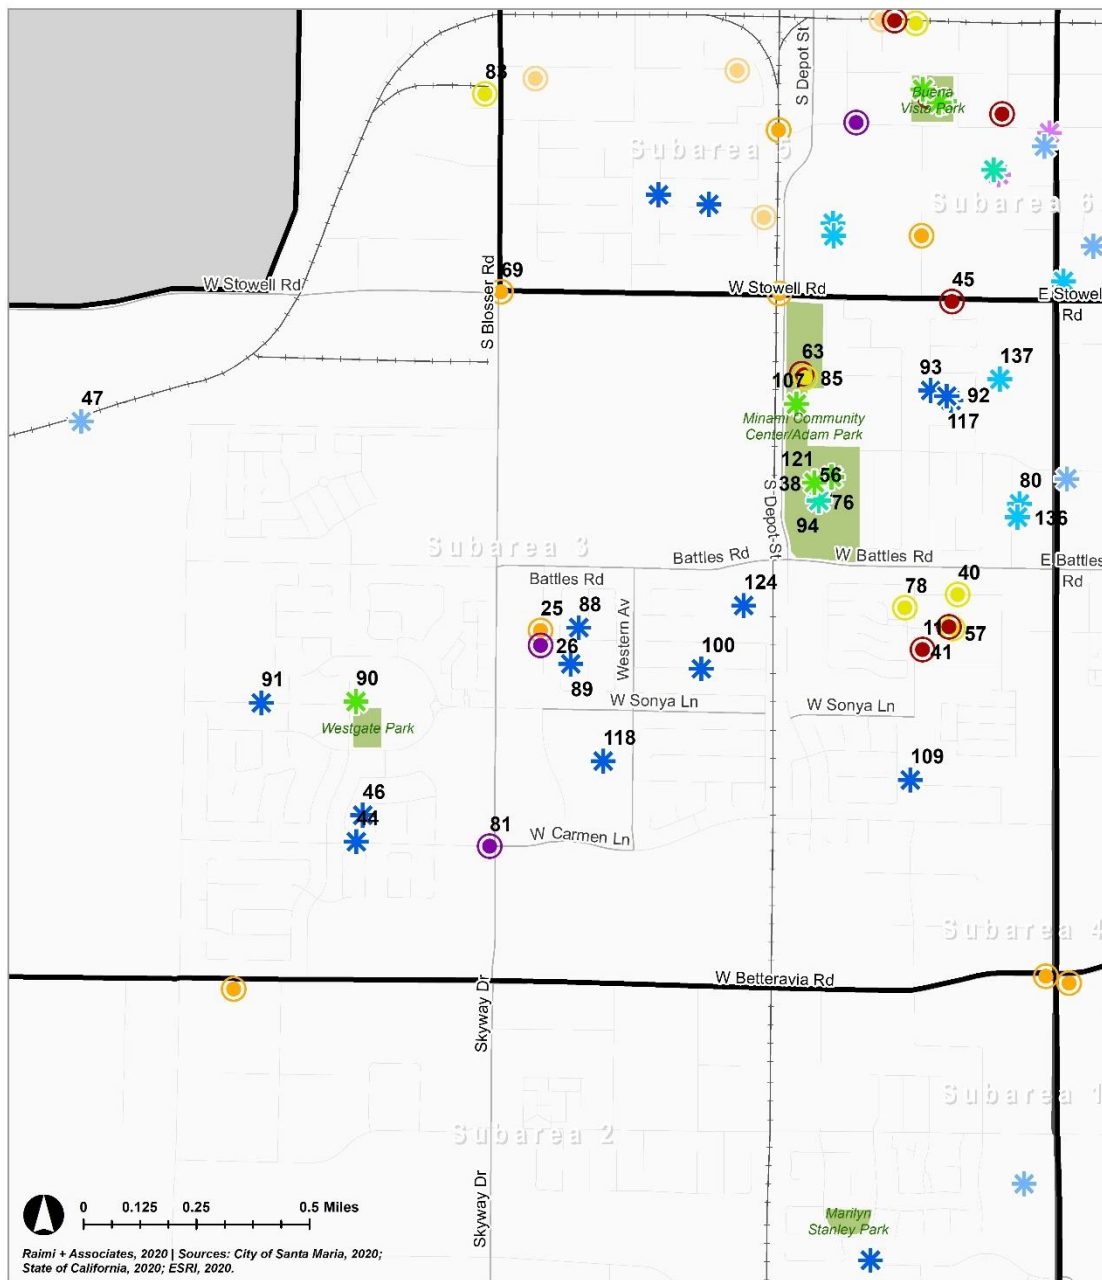 S Depot St
83
Buena
Vista Park
Subarea 5
Subarea 6
W Stowell Rd
69
S Blosser Rd
W Stowell Rd
45
E Stowel
Rd
63
107
85
93
137
92
117
47
Minami Community
Center/Adam Park
121
56
38
76
94
80
136
S Depot St
Subarea 3
Battles Rd
W Battles Rd
E Battles
Rd
Battles Rd
124
78
40
25
88
26
Western Av
100
57
41
91
90
89
W Sonya Ln
W Sonya Ln
Westgate Park
118
109
46
44
81
W Carmen Ln
Subarea 4
W Betteravia Rd
Skyway Dr
Subarea 1
Subarea 2
Skyway Dr
Marilyn
Stanley Park
0 0.125 0.25 0.5 Miles
Raimi + Associates, 2020 | Sources: City of Santa Maria, 2020;
State of California, 2020; ESRI, 2020.